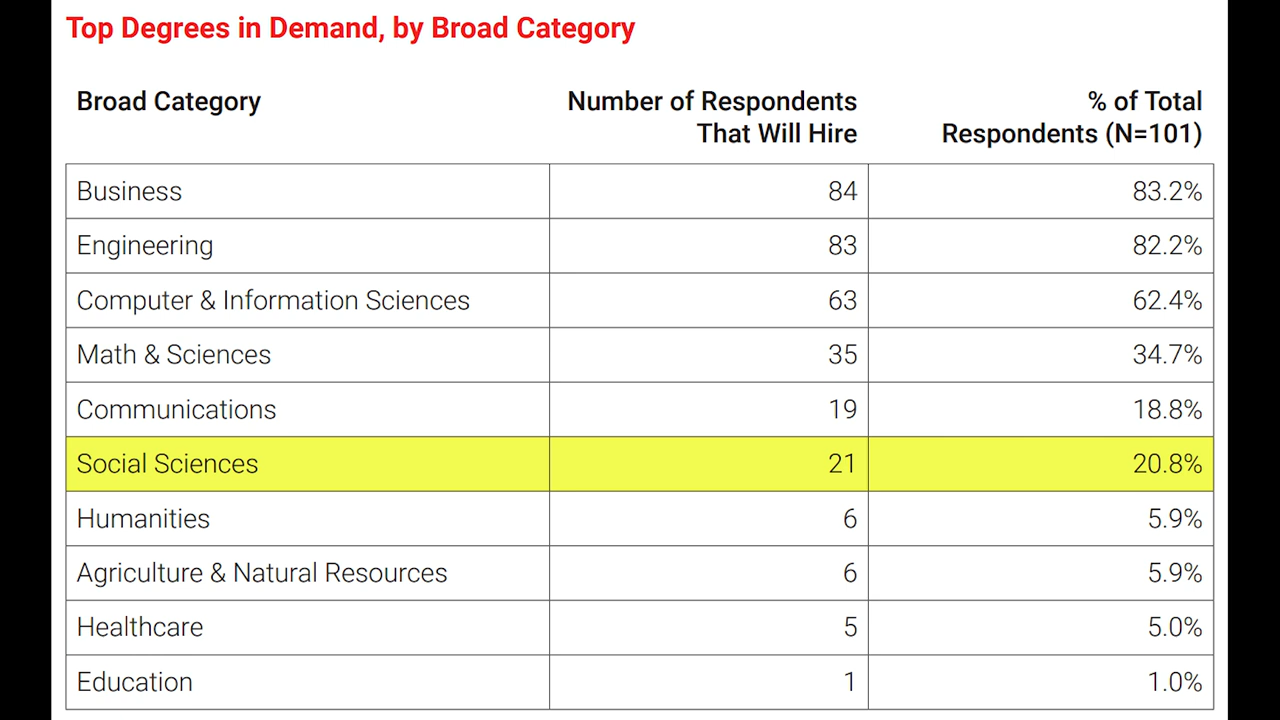 Top Degrees in Demand, by Broad Category
Broad Category Number of Respondents That Will Hire % of Total Respondents (N=101)
Business 84 83.2%
Engineering 83 82.2%
Computer & Information Sciences 63 62.4%
Math & Sciences 35 34.7%
Communications 19 18.8%
Social Sciences 21 20.8%
Humanities 6 5.9%
Agriculture & Natural Resources 6 5.9%
Healthcare 5 5.0%
Education 1 1.0%